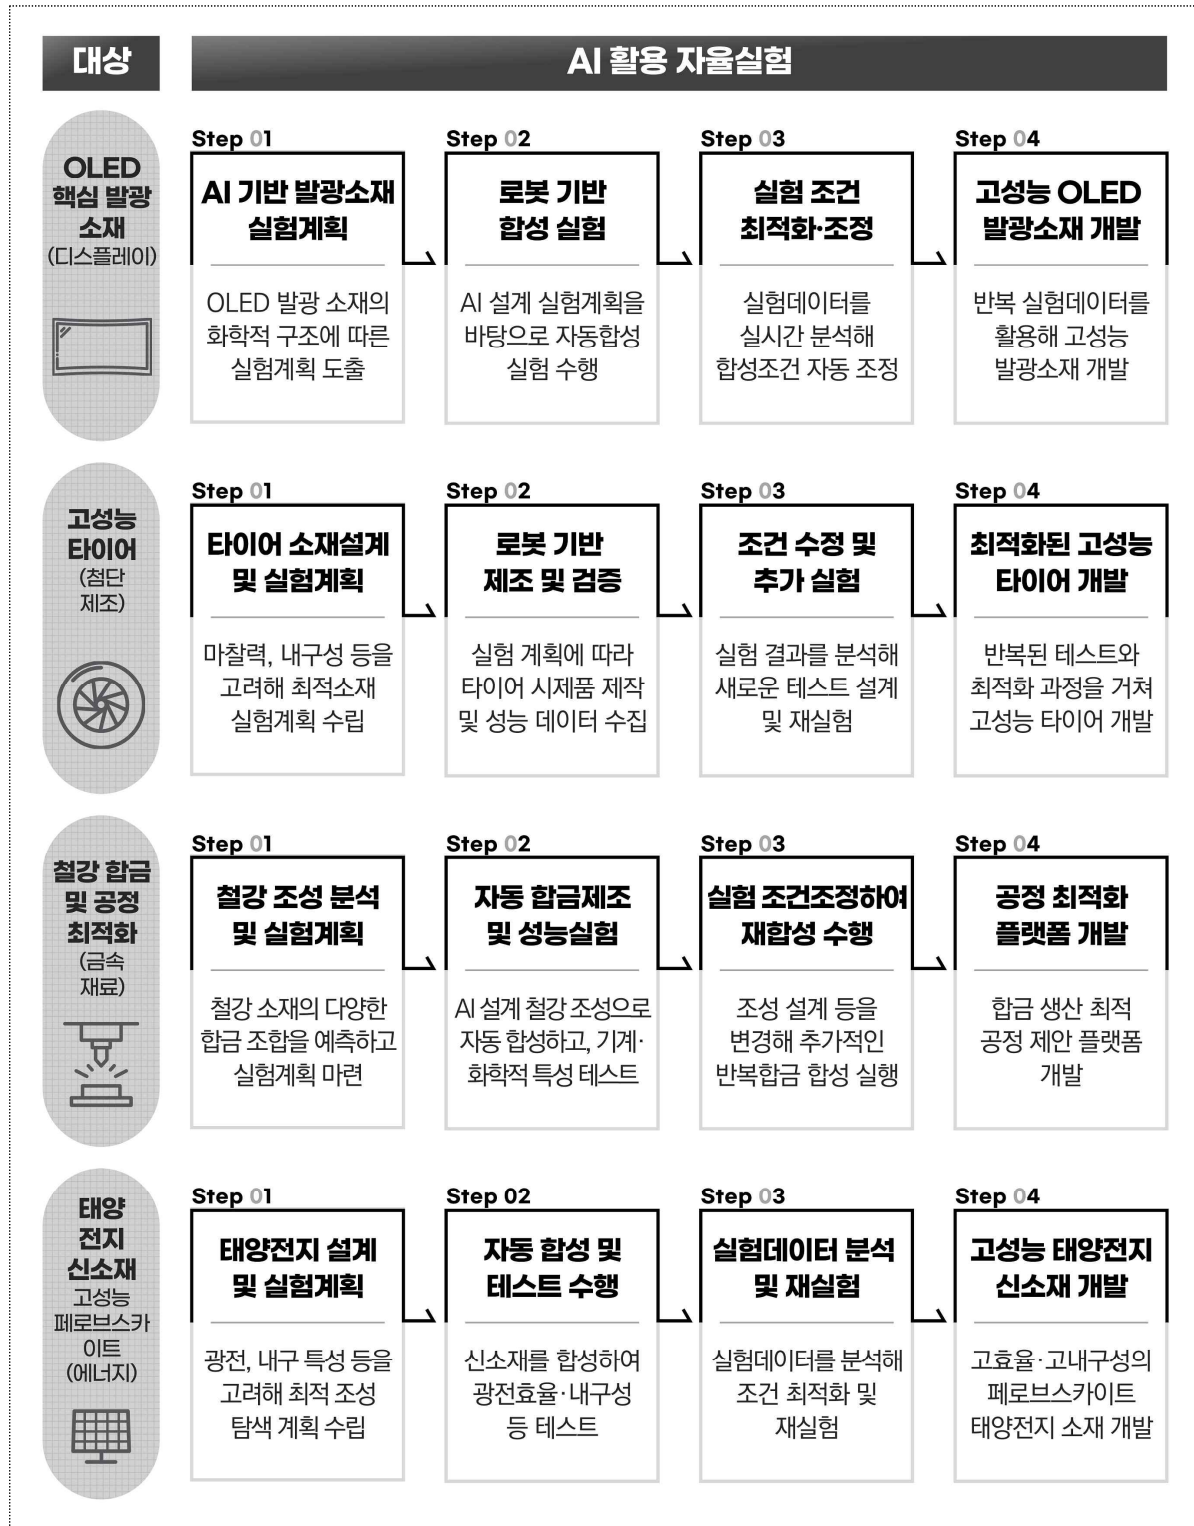 대상
AI 활용 자율실험
OLED
핵심 발광
소재
(디스플레이)
Step 01
AI 기반 발광소재
실험계획
OLED 발광 소재의
화학적 구조에 따른
실험계획 도출
Step 02
로봇 기반
합성 실험
AI 설계 실험계획을
바탕으로 자동합성
실험 수행
Step 03
실험 조건
최적화·조정
실험데이터를
실시간 분석해
합성조건 자동 조정
Step 04
고성능 OLED
발광소재 개발
반복 실험데이터를
활용해 고성능
발광소재 개발
고성능
타이어
(첨단
제조)
Step 01
타이어 소재설계
및 실험계획
마찰력, 내구성 등을
고려해 최적소재
실험계획 수립
Step 02
로봇 기반
제조 및 검증
실험 계획에 따라
타이어 시제품 제작
및 성능 데이터 수집
Step 03
조건 수정 및
추가 실험
실험 결과를 분석해
새로운 테스트 설계
및 재실험
Step 04
최적화된 고성능
타이어 개발
반복된 테스트와
최적화 과정을 거쳐
고성능 타이어 개발
철강 합금
및 공정
최적화
(금속
재료)
Step 01
철강 조성 분석
및 실험계획
철강 소재의 다양한
합금 조합을 예측하고
실험계획 마련
Step 02
자동 합금제조
및 성능실험
AI 설계 철강 조성으로
자동 합성하고, 기계·
화학적 특성 테스트
Step 03
실험 조건조정하여
재합성 수행
조성 설계 등을
변경해 추가적인
반복합금 합성 실행
Step 04
공정 최적화
플랫폼 개발
합금 생산 최적
공정 제안 플랫폼
개발
태양
전지
신소재
고성능
페로브스카
이트
(에너지)
Step 01
태양전지 설계
및 실험계획
광전, 내구 특성 등을
고려해 최적 조성
탐색 계획 수립
Step 02
자동 합성 및
테스트 수행
신소재를 합성하여
광전효율·내구성
등 테스트
Step 03
실험데이터 분석
및 재실험
실험데이터를 분석해
조건 최적화 및
재실험
Step 04
고성능 태양전지
신소재 개발
고효율·고내구성의
페로브스카이트
태양전지 소재 개발